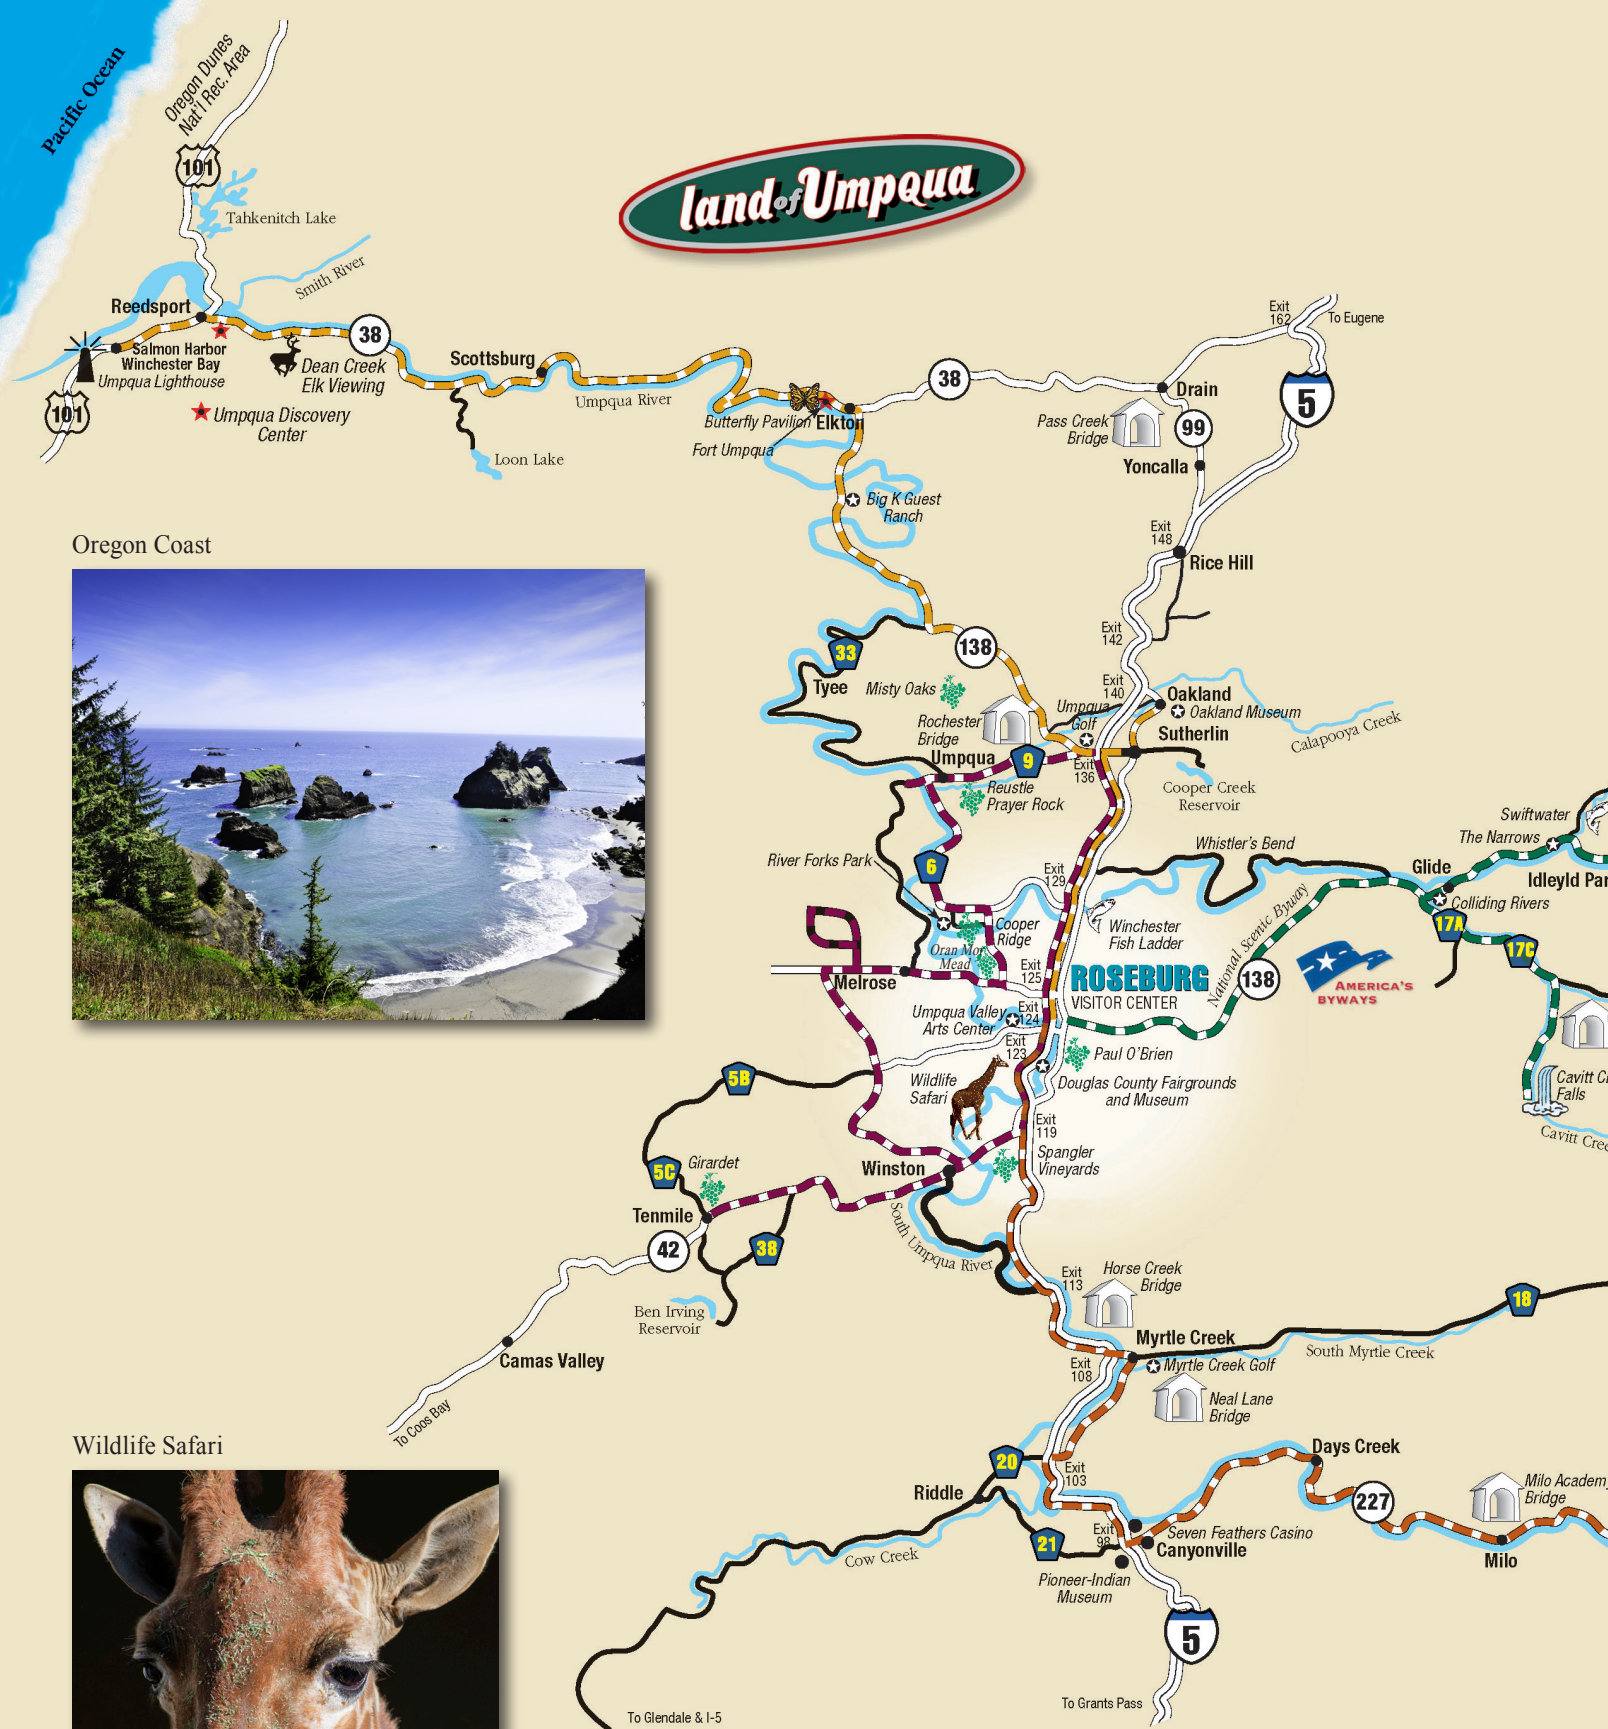 Pacific Ocean
Oregon Dunes
Nat'l Rec. Area
101
Tahkenitch Lake
Smith River
Reedsport
Salmon Harbor
Winchester Bay
Umpqua Lighthouse
101
Umpqua Discovery
Center
Dean Creek
Elk Viewing
38
Scottsburg
Umpqua River
Loon Lake
land of Umpqua
Butterfly Pavilion
Elkton
Fort Umpqua
38
Exit
162
To Eugene
Drain
5
Pass Creek
Bridge
99
Yoncalla
Big K Guest
Ranch
Exit
148
Rice Hill
Oregon Coast
Exit
142
138
33
Tyee
Misty Oaks
Exit
140
Oakland
Oakland Museum
Umpqua
Golf
Rochester
Bridge
Calapooya Creek
Sutherlin
Umpqua
9
Exit
136
Reustle
Prayer Rock
Cooper Creek
Reservoir
Swiftwater
The Narrows
Whistler's Bend
River Forks Park
6
Exit
129
Glide
Colliding Rivers
17A
17C
National Scenic Byway
138
AMERICA'S
BYWAYS
Winchester
Fish Ladder
Cooper
Ridge
Mead
Exit
125
Melrose
ROSEBURG
VISITOR CENTER
Umpqua Valley
Arts Center
Exit
124
Exit
123
Paul O'Brien
Wildlife
Safari
Douglas County Fairgrounds
and Museum
Falls
5B
Exit
119
Spangler
Vineyards
5C
Girardet
Winston
Tenmile
42
38
South Umpqua River
Ben Irving
Reservoir
Exit
113
Horse Creek
Bridge
18
Myrtle Creek
South Myrtle Creek
Exit
108
Myrtle Creek Golf
Camas Valley
To Coos Bay
Neal Lane
Bridge
Wildlife Safari
20
Exit
103
Days Creek
Riddle
227
Bridge
Milo
21
Exit
98
Seven Feathers Casino
Canyonville
Cow Creek
Pioneer-Indian
Museum
5
To Grants Pass
To Glendale & I-5